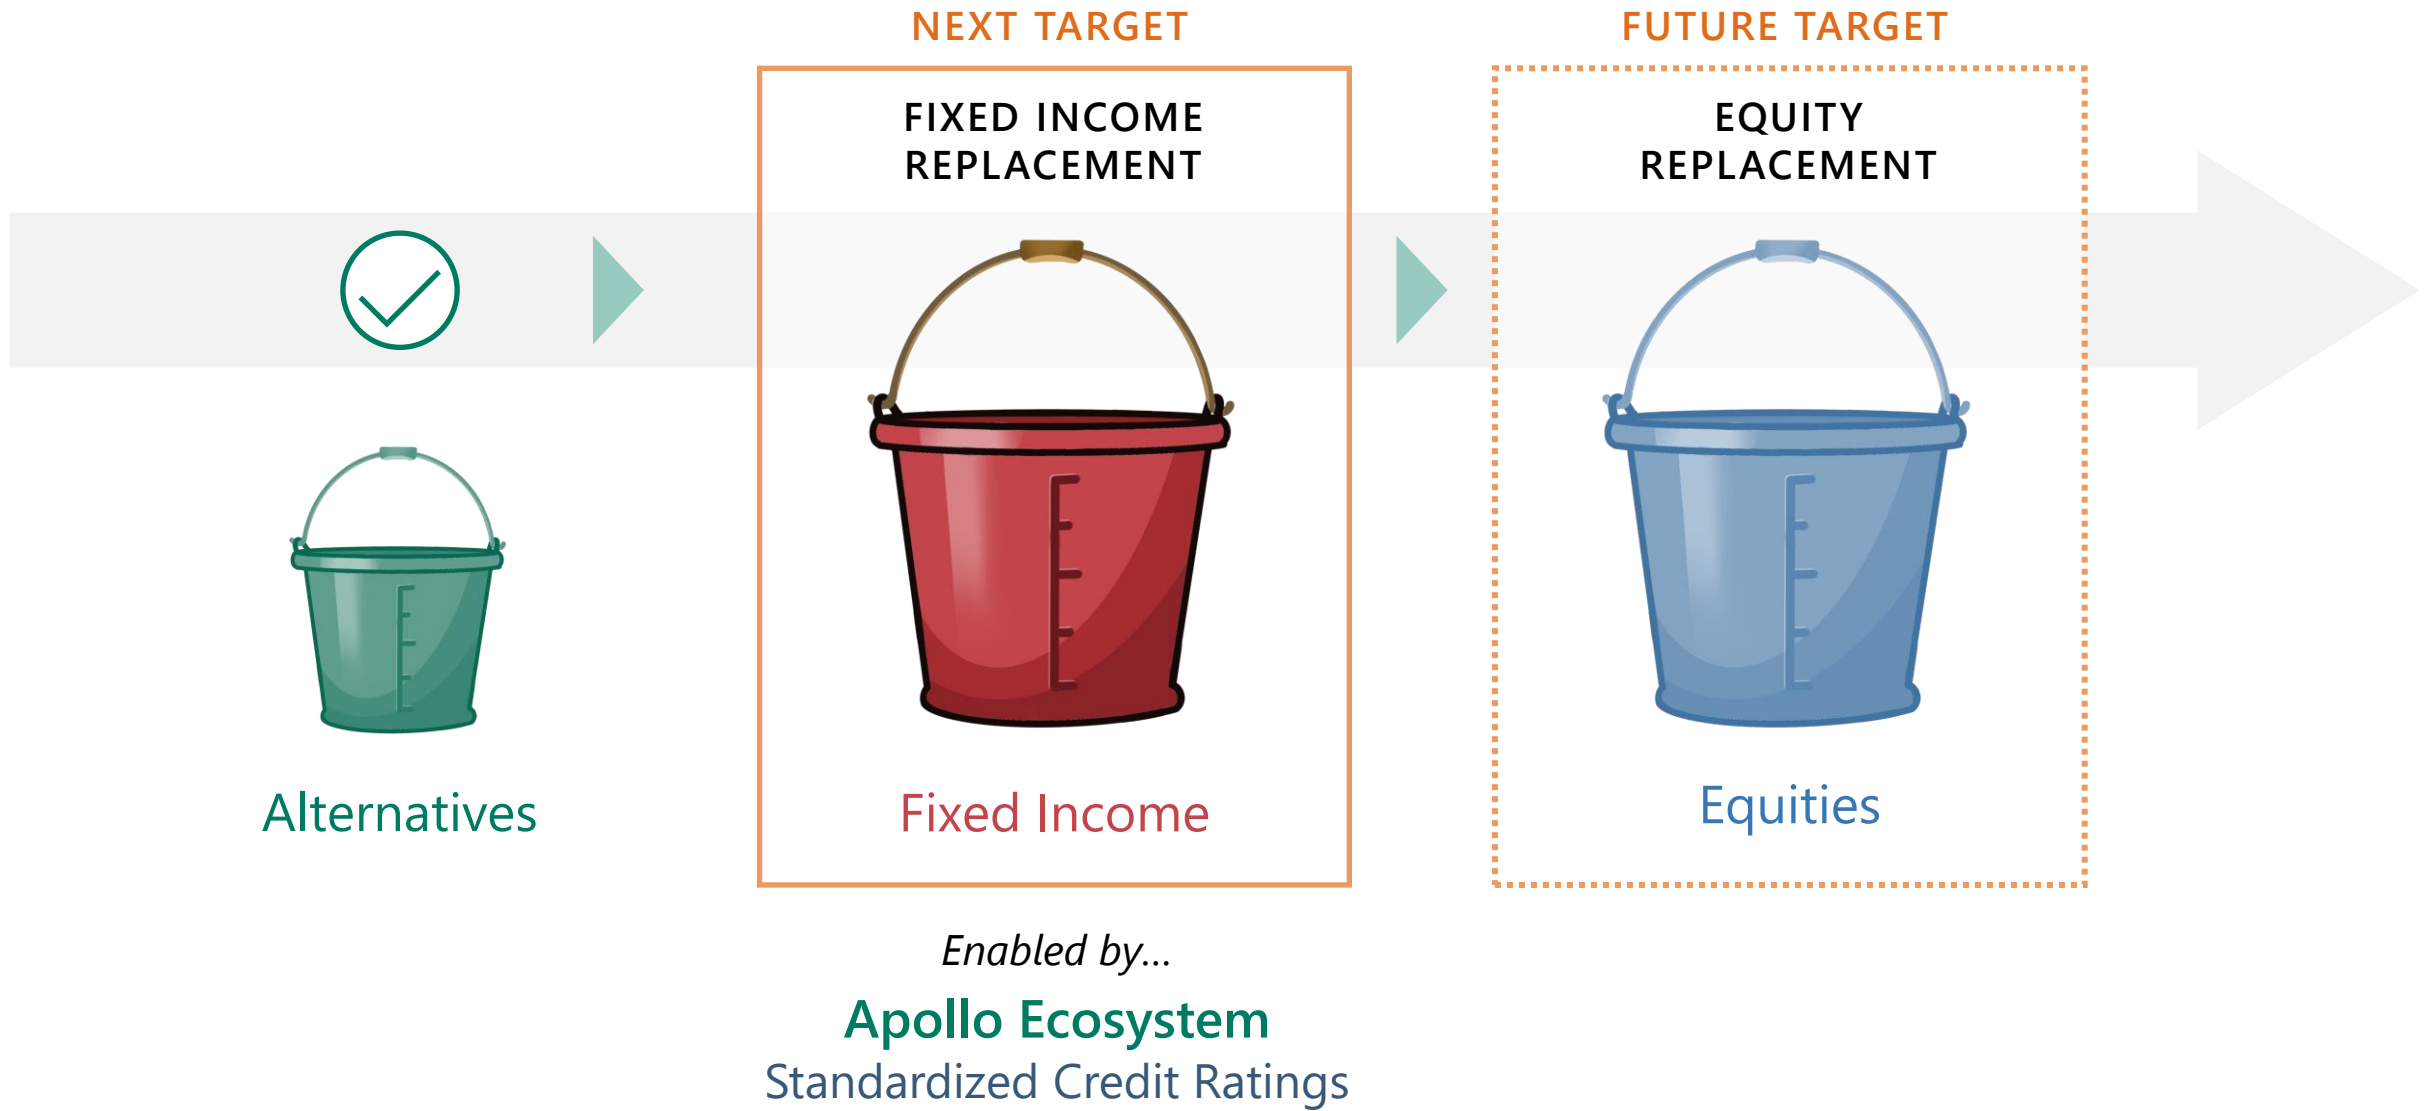 NEXT TARGET
FUTURE TARGET
FIXED INCOME
REPLACEMENT
EQUITY
REPLACEMENT
Alternatives
Fixed Income
Equities
Enabled by...
Apollo Ecosystem
Standardized Credit Ratings